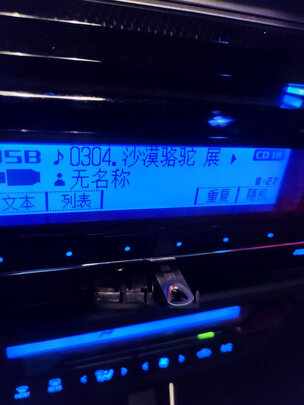 USB ♪0304.沙漠骆驼 展 ▶ CD IN
无名称 0:27
文本 列表 重复 随机
FRONT